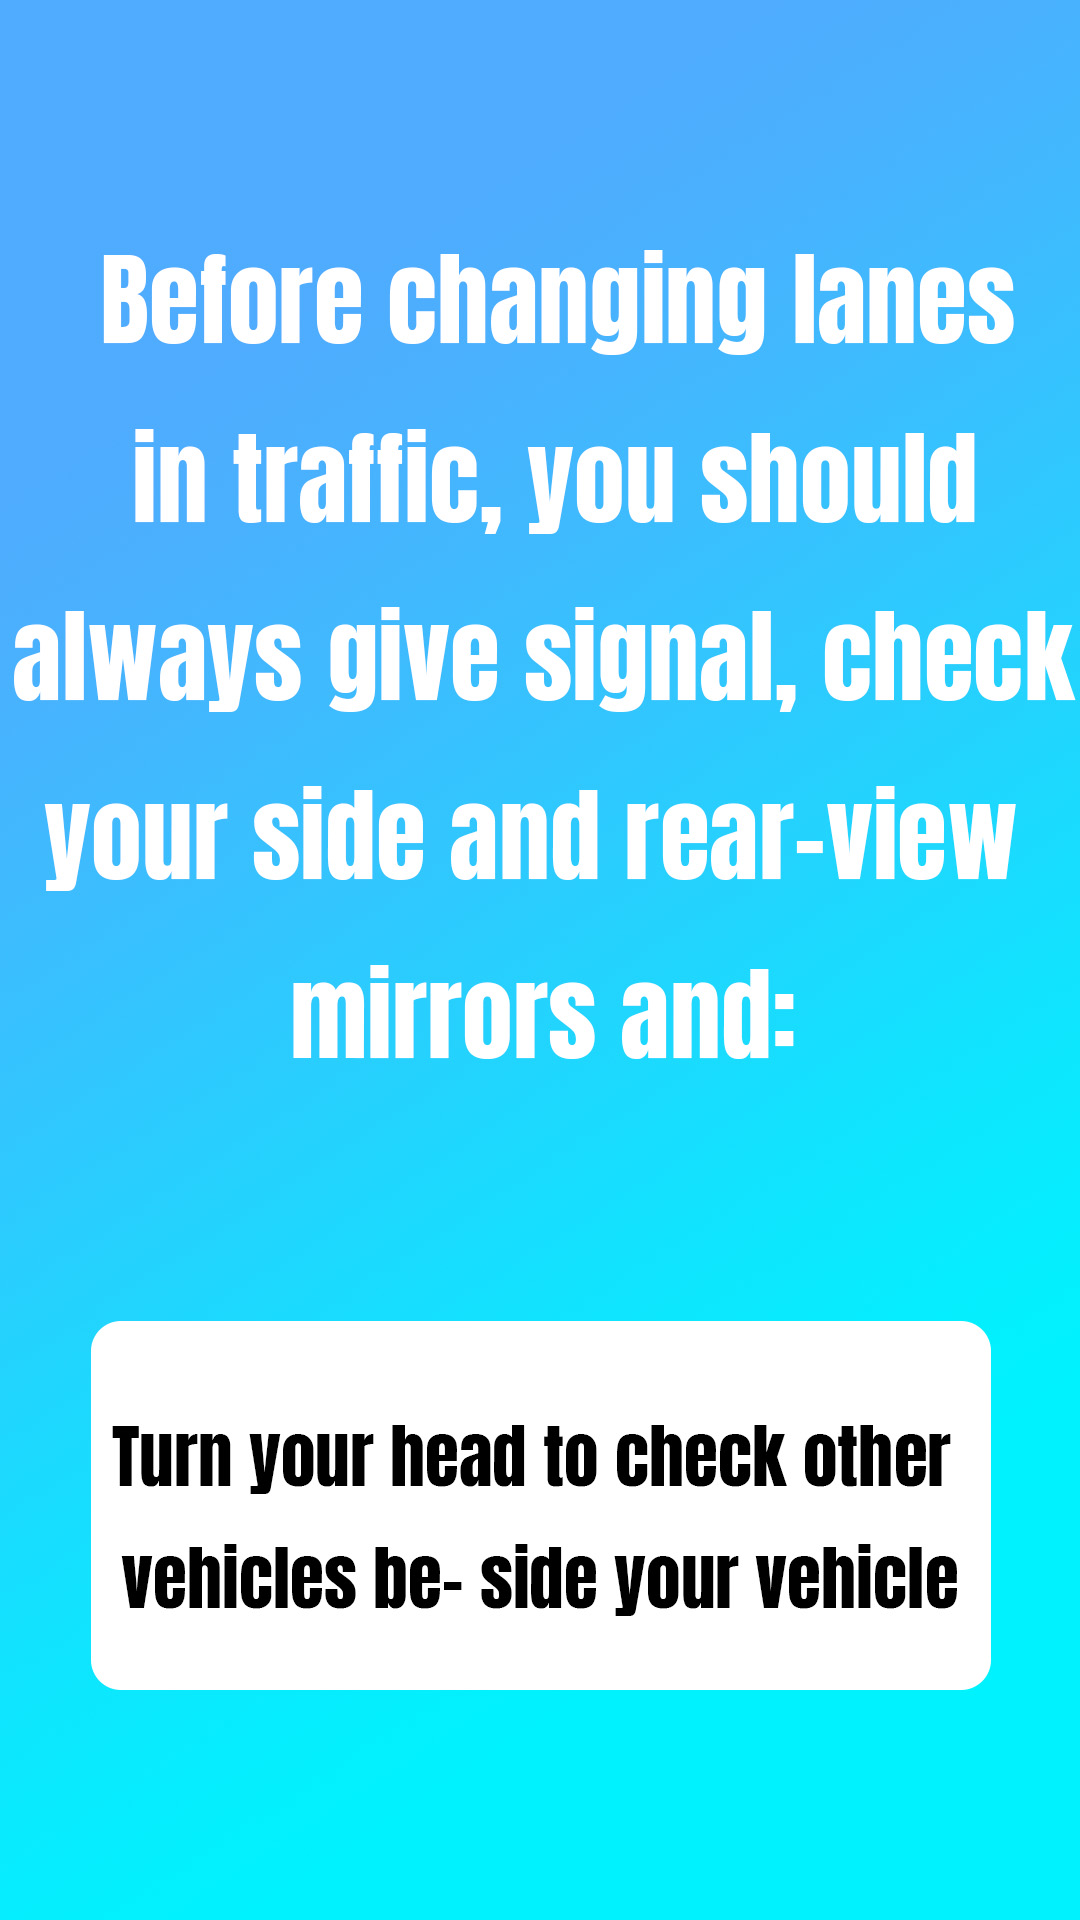 Before changing lanes
in traffic, you should
always give signal, check
your side and rear-view
mirrors and:
Turn your head to check other
vehicles be- side your vehicle